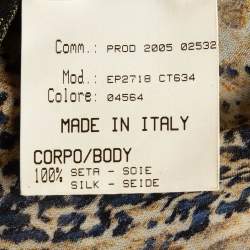 Comm.: PROD 2005 02532
Mod.: EP2718 CT634
Colore: 04564
MADE IN ITALY
CORPO/BODY
100% SETA - SOIE
SILK - SEIDE